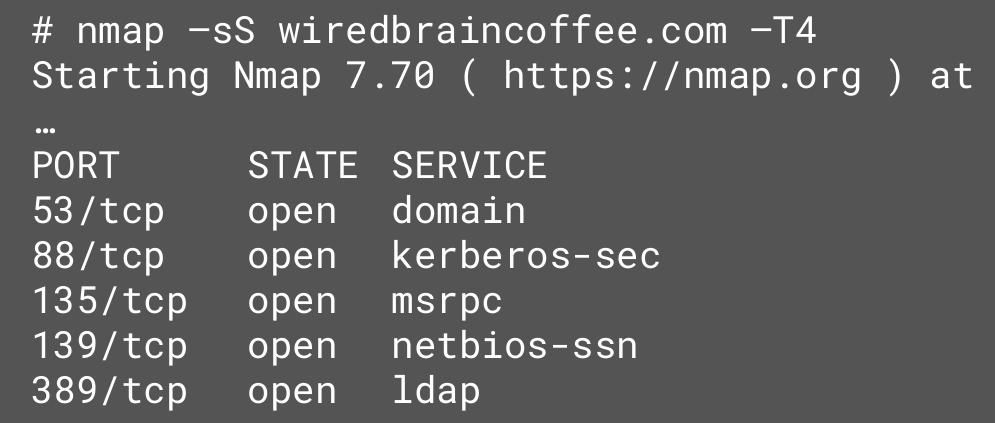 # nmap –sS wiredbraincoffee.com –T4
Starting Nmap 7.70 ( https://nmap.org ) at
…
PORT STATE SERVICE
53/tcp open domain
88/tcp open kerberos-sec
135/tcp open msrpc
139/tcp open netbios-ssn
389/tcp open ldap